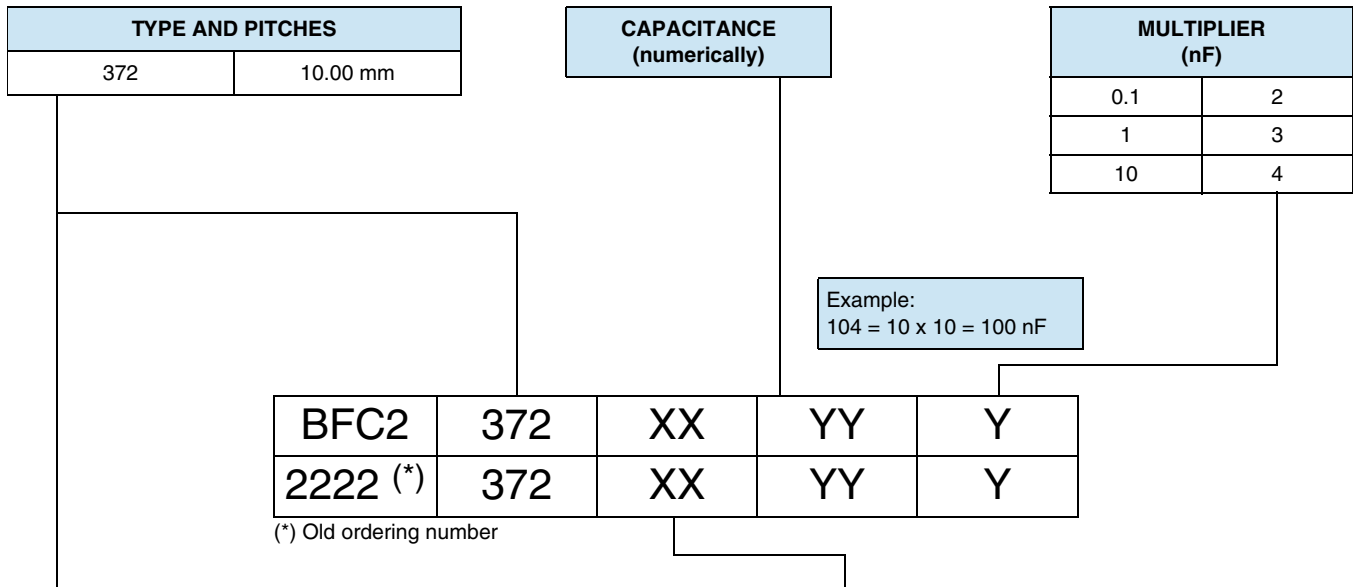 TYPE AND PITCHES
372 10.00 mm
CAPACITANCE
(numerically)
MULTIPLIER
(nF)
0.1 2
1 3
10 4
Example:
104 = 10 x 10 = 100 nF
BFC2 372 XX YY Y
2222 (*) 372 XX YY Y
(*) Old ordering number